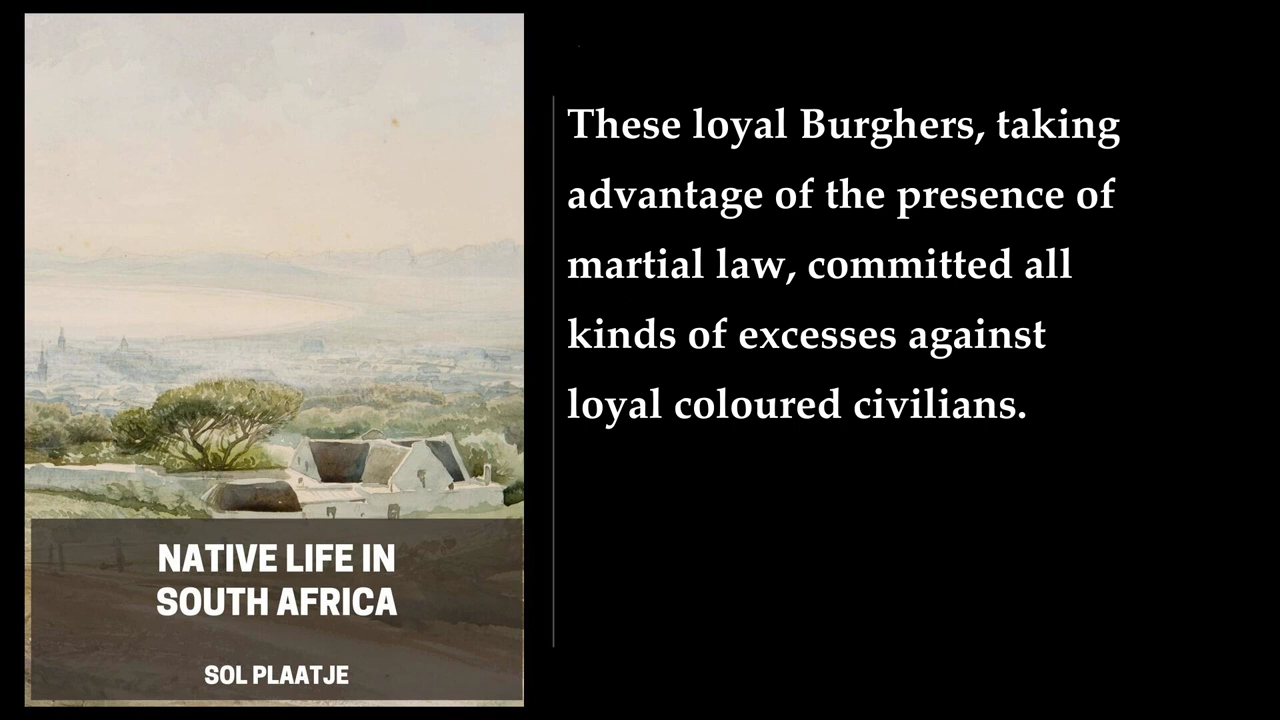 These loyal Burghers, taking
advantage of the presence of
martial law, committed all
kinds of excesses against
loyal coloured civilians.
NATIVE LIFE IN
SOUTH AFRICA
SOL PLAATJE